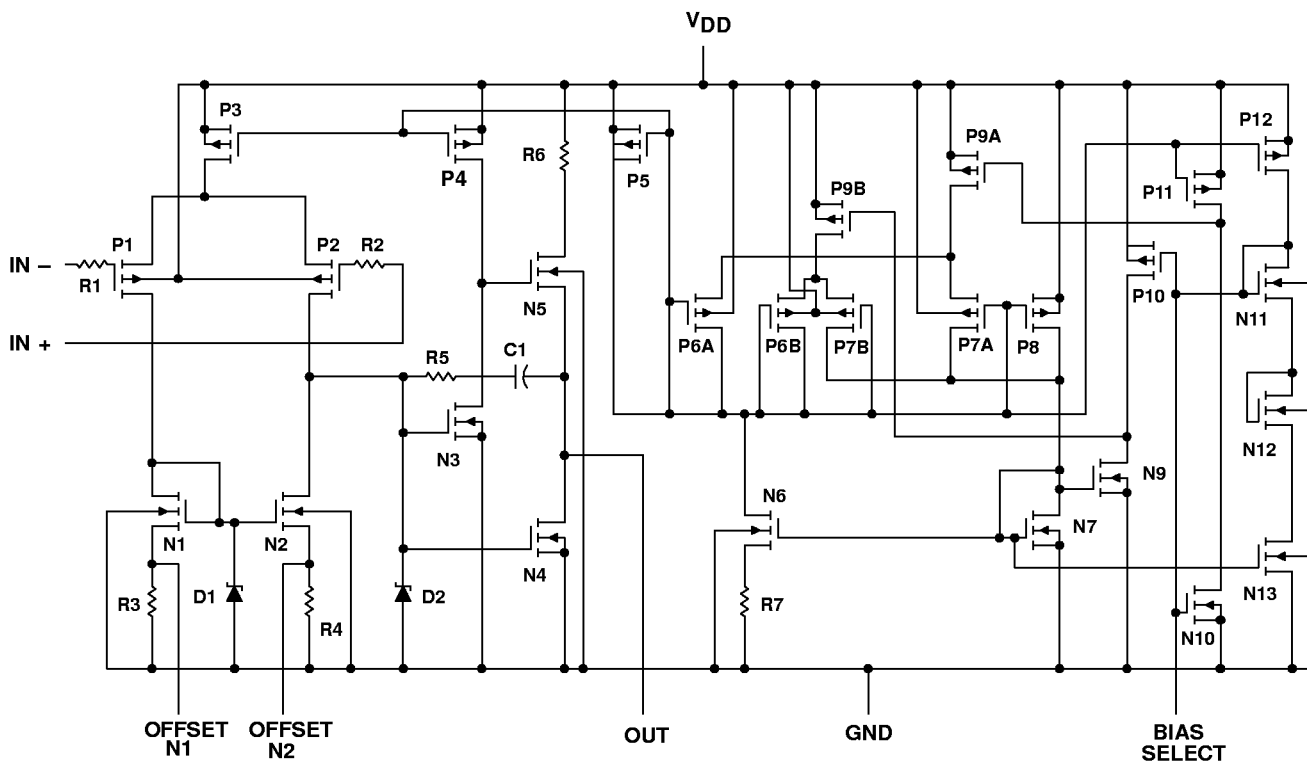 VDD
P3
P12
R6
P9A
P4
P5
P11
P9B
P1
P2
R2
IN –
R1
P10
N5
N11
IN +
P6A
P6B
P7B
P7A
P8
R5
C1
N12
N3
N9
N6
N7
N1
N2
N4
N13
R3
D1
D2
R7
R4
N10
OFFSET
N1
OFFSET
N2
OUT
GND
BIAS
SELECT